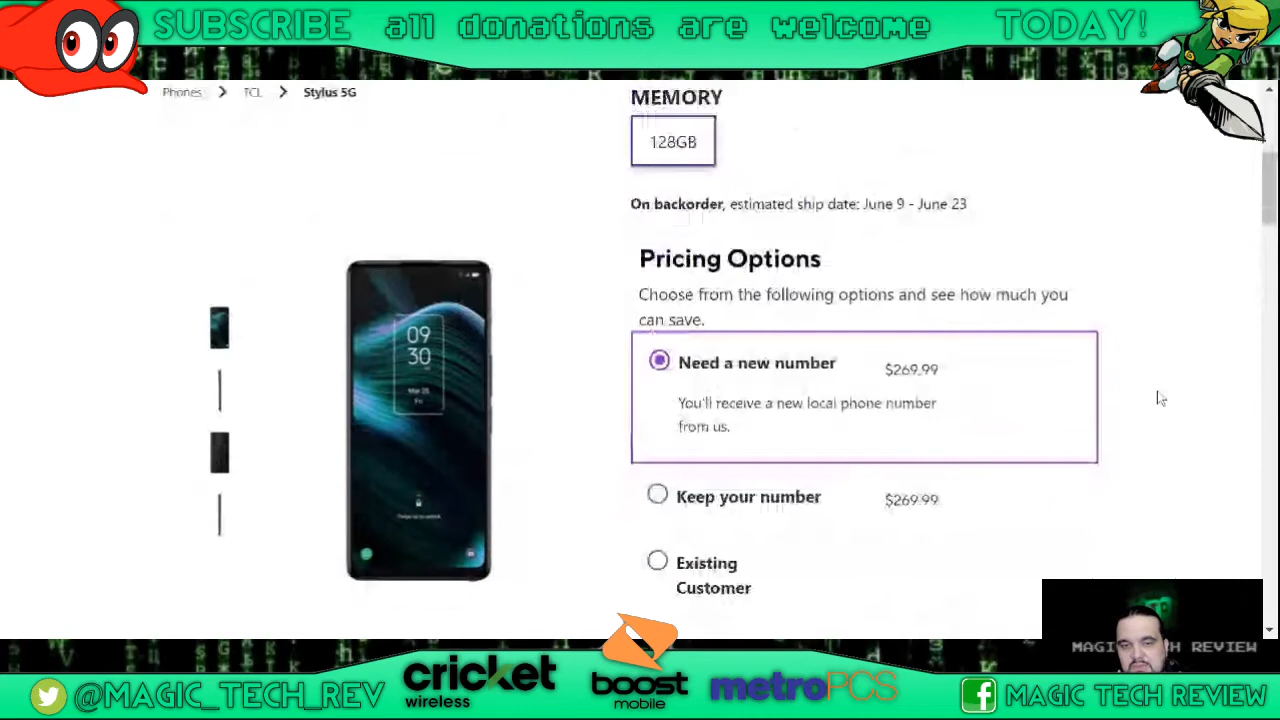 SUBSCRIBE all donations are welcome TODAY!
Phones > TCL > Stylus 5G
MEMORY
128GB
On backorder, estimated ship date: June 9 - June 23
Pricing Options
Choose from the following options and see how much you
can save.
Need a new number $269.99
You'll receive a new local phone number
from us.
Keep your number $269.99
Existing
Customer
09
30
MAGIC TECH REVIEW
@MAGIC_TECH_REV
cricket
wireless
boost
mobile
metroPCS
f MAGIC TECH REVIEW